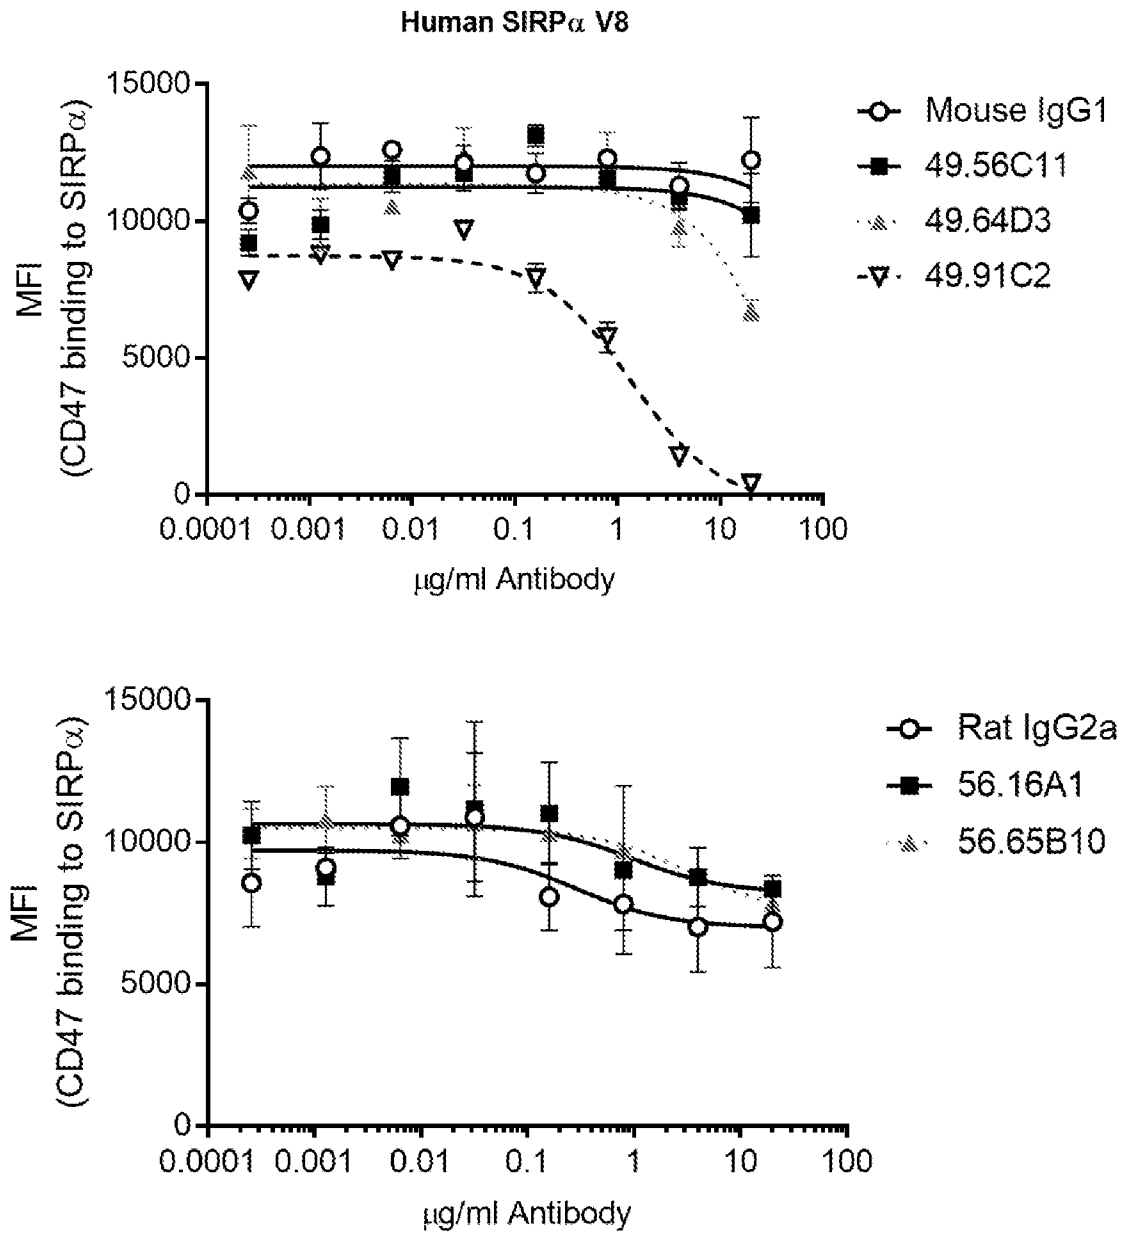 Human SIRPα V8
15000
10000
5000
0
MFI
(CD47 binding to SIRPα)
0.0001 0.001 0.01 0.1 1 10 100
μg/ml Antibody
Mouse IgG1
49.56C11
49.64D3
49.91C2
15000
10000
5000
0
MFI
(CD47 binding to SIRPα)
0.0001 0.001 0.01 0.1 1 10 100
μg/ml Antibody
Rat IgG2a
56.16A1
56.65B10